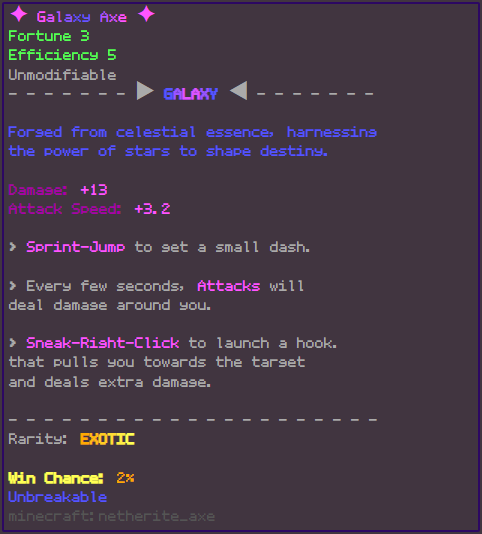 ✦ Galaxy Axe ✦
Fortune 3
Efficiency 5
Unmodifiable
- - - - - - - ▶ GALAXY ◀ - - - - - - -
Forged from celestial essence, harnessing
the power of stars to shape destiny.
Damage: +13
Attack Speed: +3.2
> Sprint-Jump to get a small dash.
> Every few seconds, Attacks will
deal damage around you.
> Sneak-Right-Click to launch a hook.
that pulls you towards the target
and deals extra damage.
- - - - - - - - - - - - - - - - - - - - -
Rarity: EXOTIC
Win Chance: 2%
Unbreakable
minecraft:netherite_axe